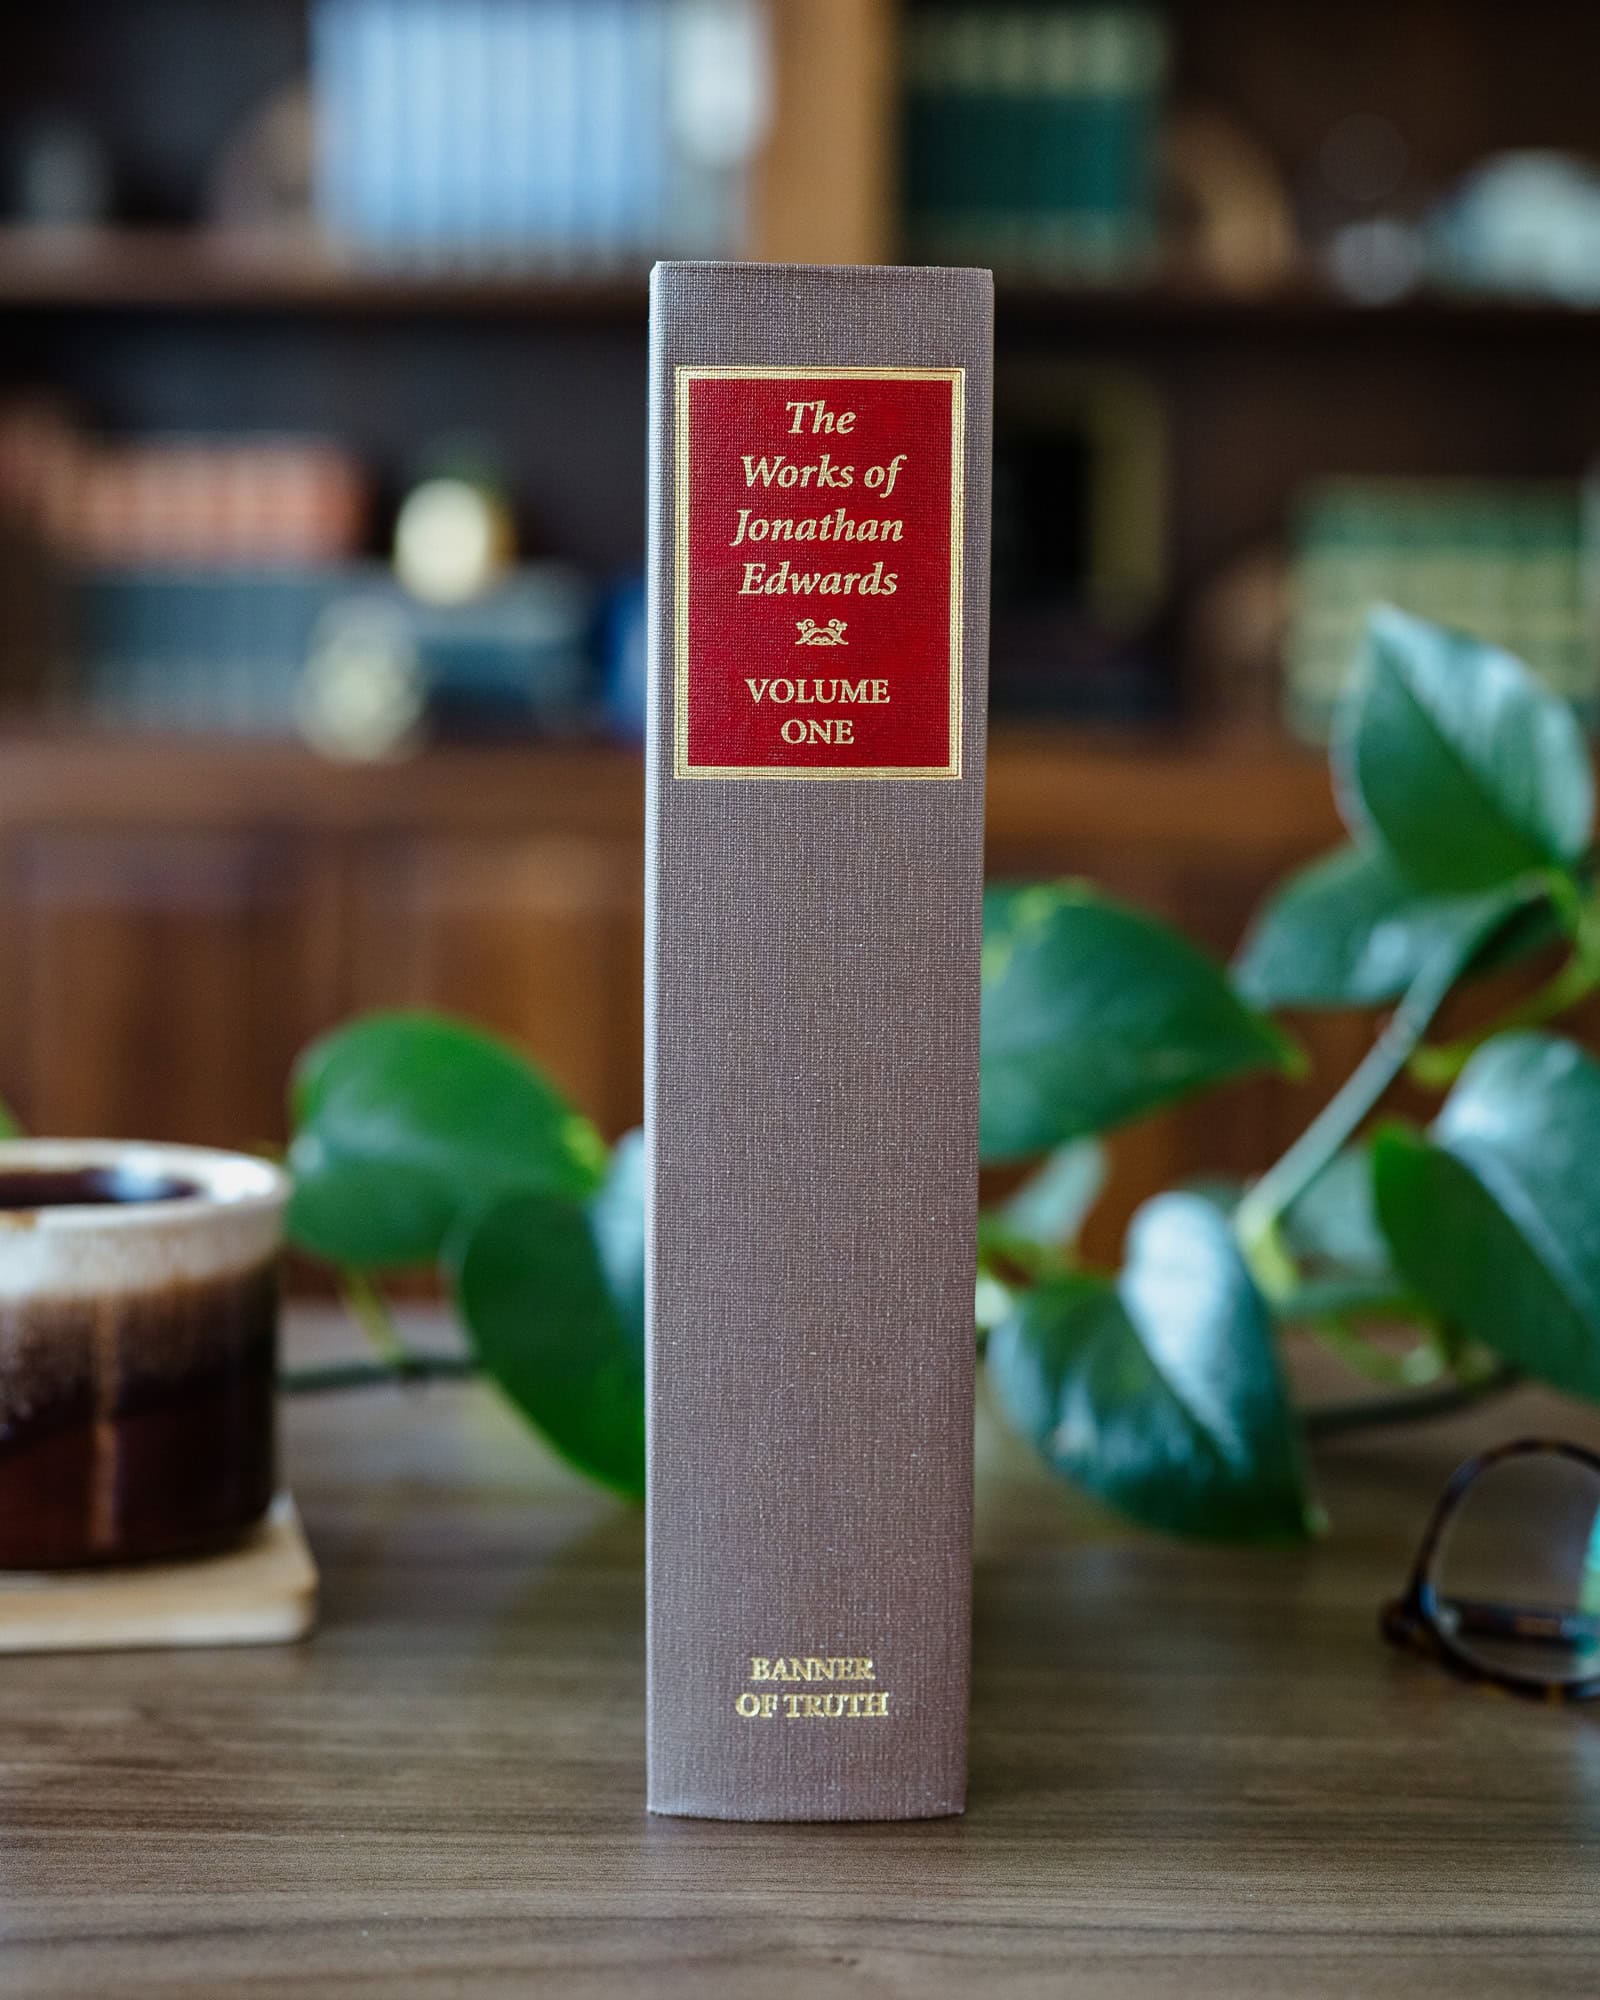 The
Works of
Jonathan
Edwards
VOLUME
ONE
BANNER
OF TRUTH